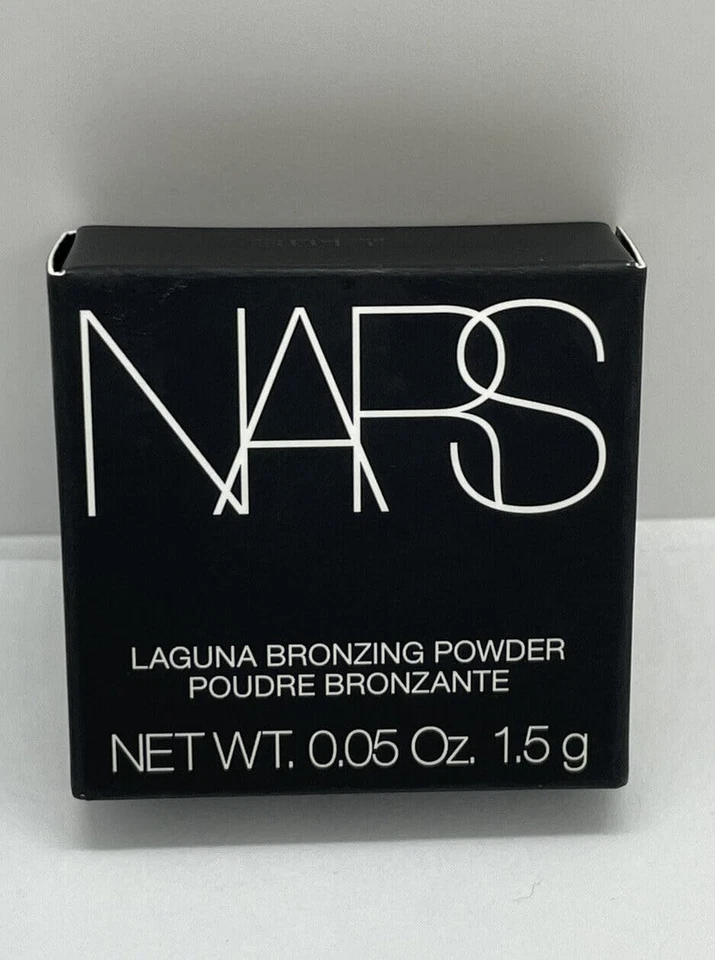 NARS
LAGUNA BRONZING POWDER
POUDRE BRONZANTE
NET WT. 0.05 Oz. 1.5 g